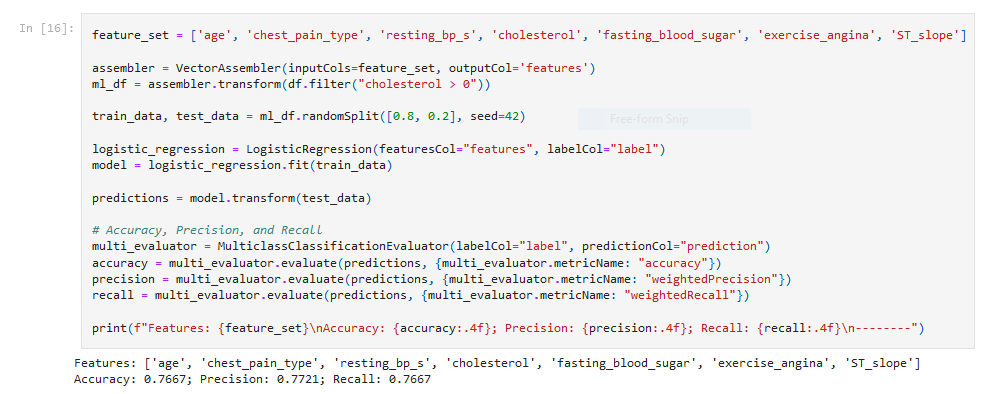 In [16]:
feature_set = ['age', 'chest_pain_type', 'resting_bp_s', 'cholesterol', 'fasting_blood_sugar', 'exercise_angina', 'ST_slope']
assembler = VectorAssembler(inputCols=feature_set, outputCol='features')
ml_df = assembler.transform(df.filter("cholesterol > 0"))
train_data, test_data = ml_df.randomSplit([0.8, 0.2], seed=42)
Free-form Snip
logistic_regression = LogisticRegression(featuresCol="features", labelCol="label")
model = logistic_regression.fit(train_data)
predictions = model.transform(test_data)
# Accuracy, Precision, and Recall
multi_evaluator = MulticlassClassificationEvaluator(labelCol="label", predictionCol="prediction")
accuracy = multi_evaluator.evaluate(predictions, {multi_evaluator.metricName: "accuracy"})
precision = multi_evaluator.evaluate(predictions, {multi_evaluator.metricName: "weightedPrecision"})
recall = multi_evaluator.evaluate(predictions, {multi_evaluator.metricName: "weightedRecall"})
print(f"Features: {feature_set}\nAccuracy: {accuracy:.4f}; Precision: {precision:.4f}; Recall: {recall:.4f}\n--------")
Features: ['age', 'chest_pain_type', 'resting_bp_s', 'cholesterol', 'fasting_blood_sugar', 'exercise_angina', 'ST_slope']
Accuracy: 0.7667; Precision: 0.7721; Recall: 0.7667